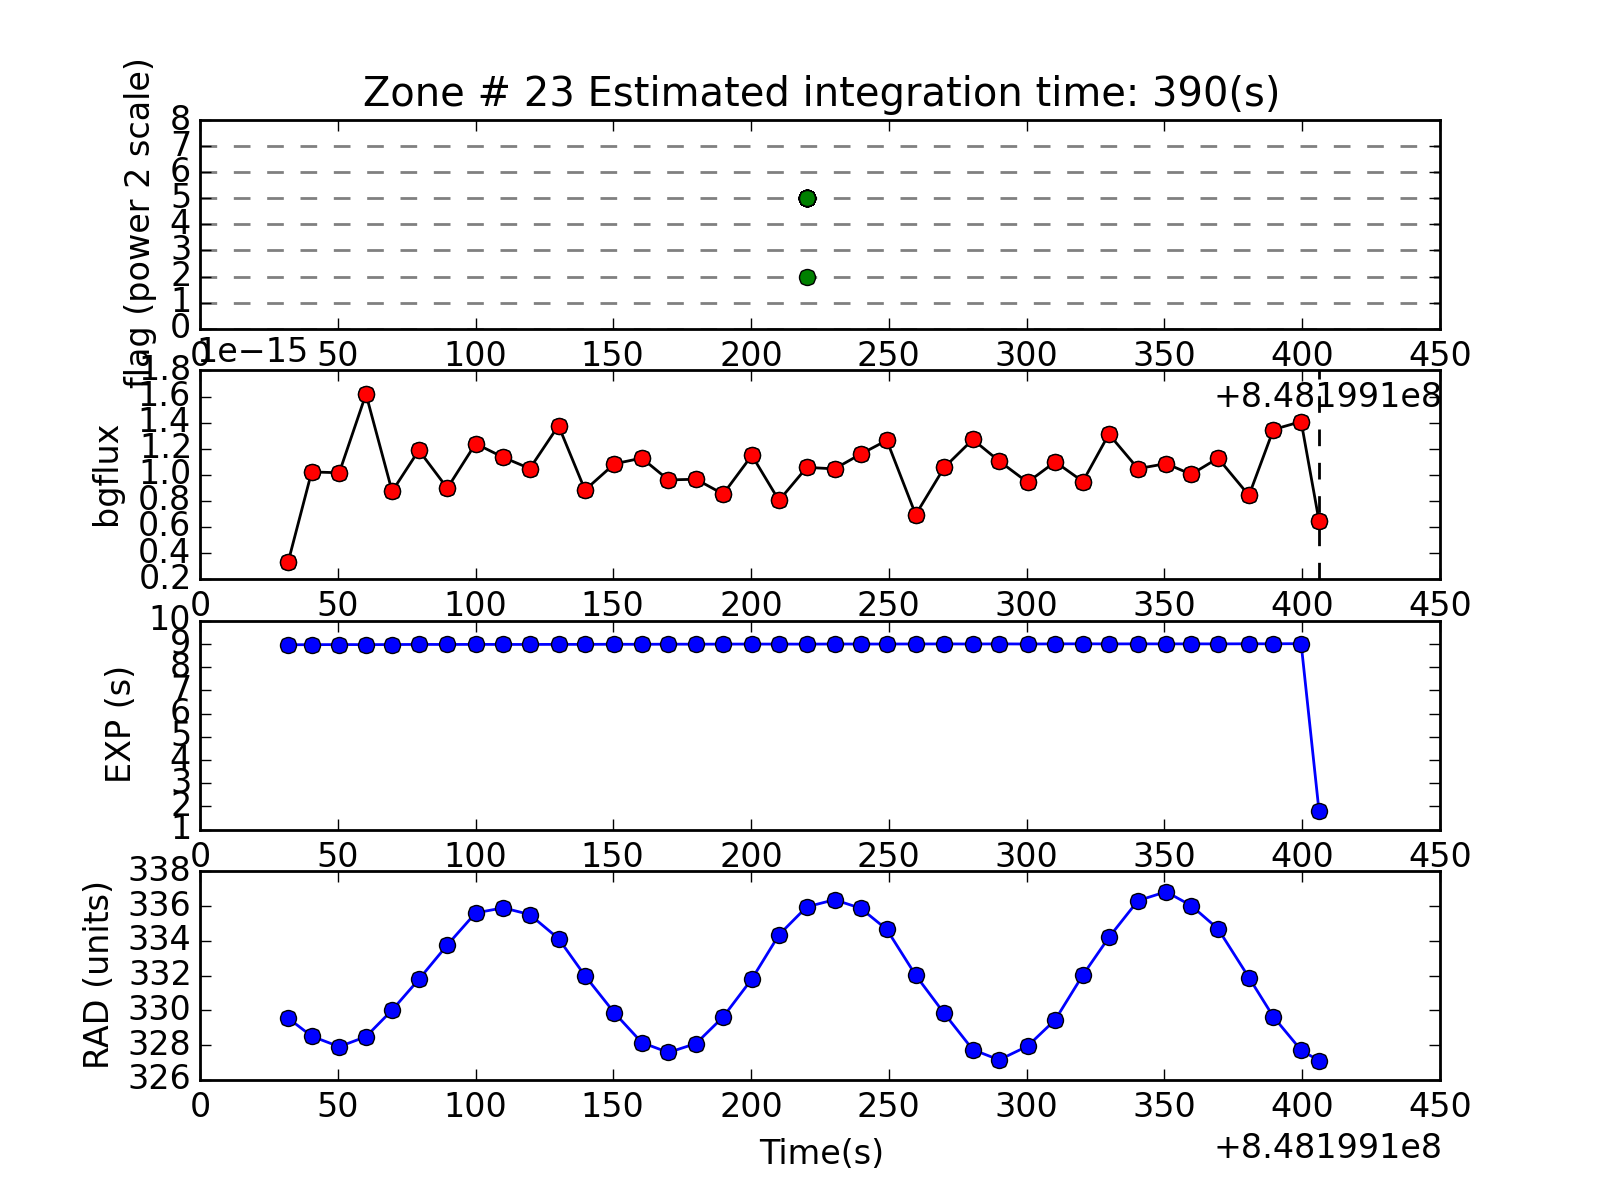 Zone # 23 Estimated integration time: 390(s)
flag (power 2 scale)
8
7
6
5
4
3
2
1
0
0 50 100 150 200 250 300 350 400 450
1e−15
+8.481991e8
bgflux
1.8
1.6
1.4
1.2
1.0
0.8
0.6
0.4
0.2
0 50 100 150 200 250 300 350 400 450
EXP (s)
10
9
8
7
6
5
4
3
2
1
0 50 100 150 200 250 300 350 400 450
RAD (units)
338
336
334
332
330
328
326
0 50 100 150 200 250 300 350 400 450
Time(s)
+8.481991e8